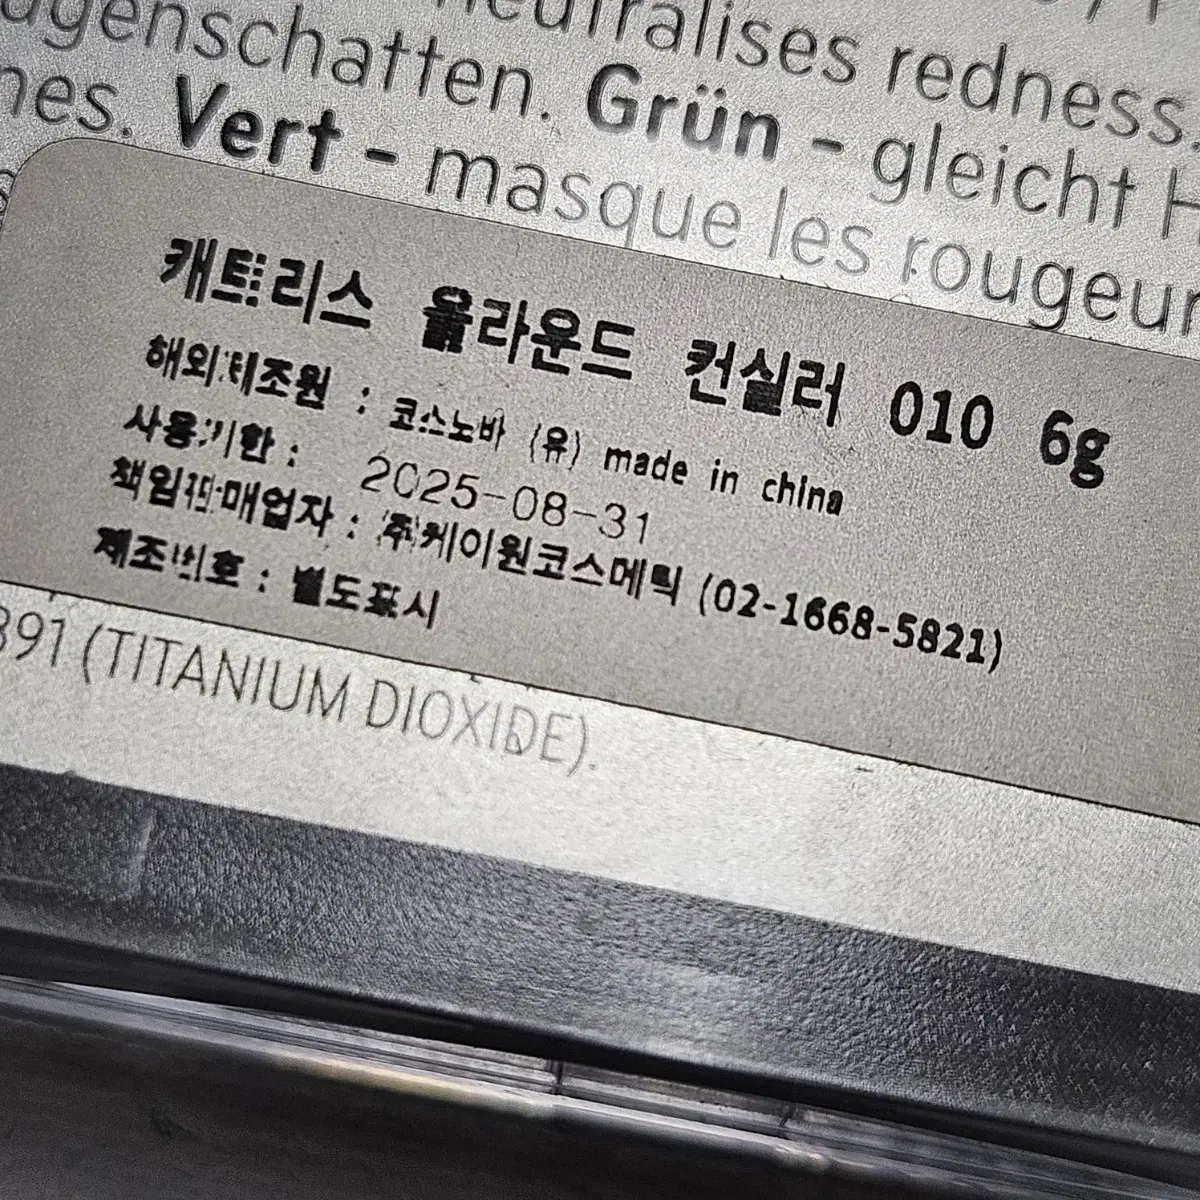 neutralises redness.
ugenschatten. Grün - gleicht H
nes. Vert - masque les rougeur
캐트리스 올라운드 컨실러 010 6g
해외제조원 : 코스노바 (유) made in china
사용기한 : 2025-08-31
책임판매업자 : (주)케이원코스메틱 (02-1668-5821)
제조번호 : 별도표시
891 (TITANIUM DIOXIDE).